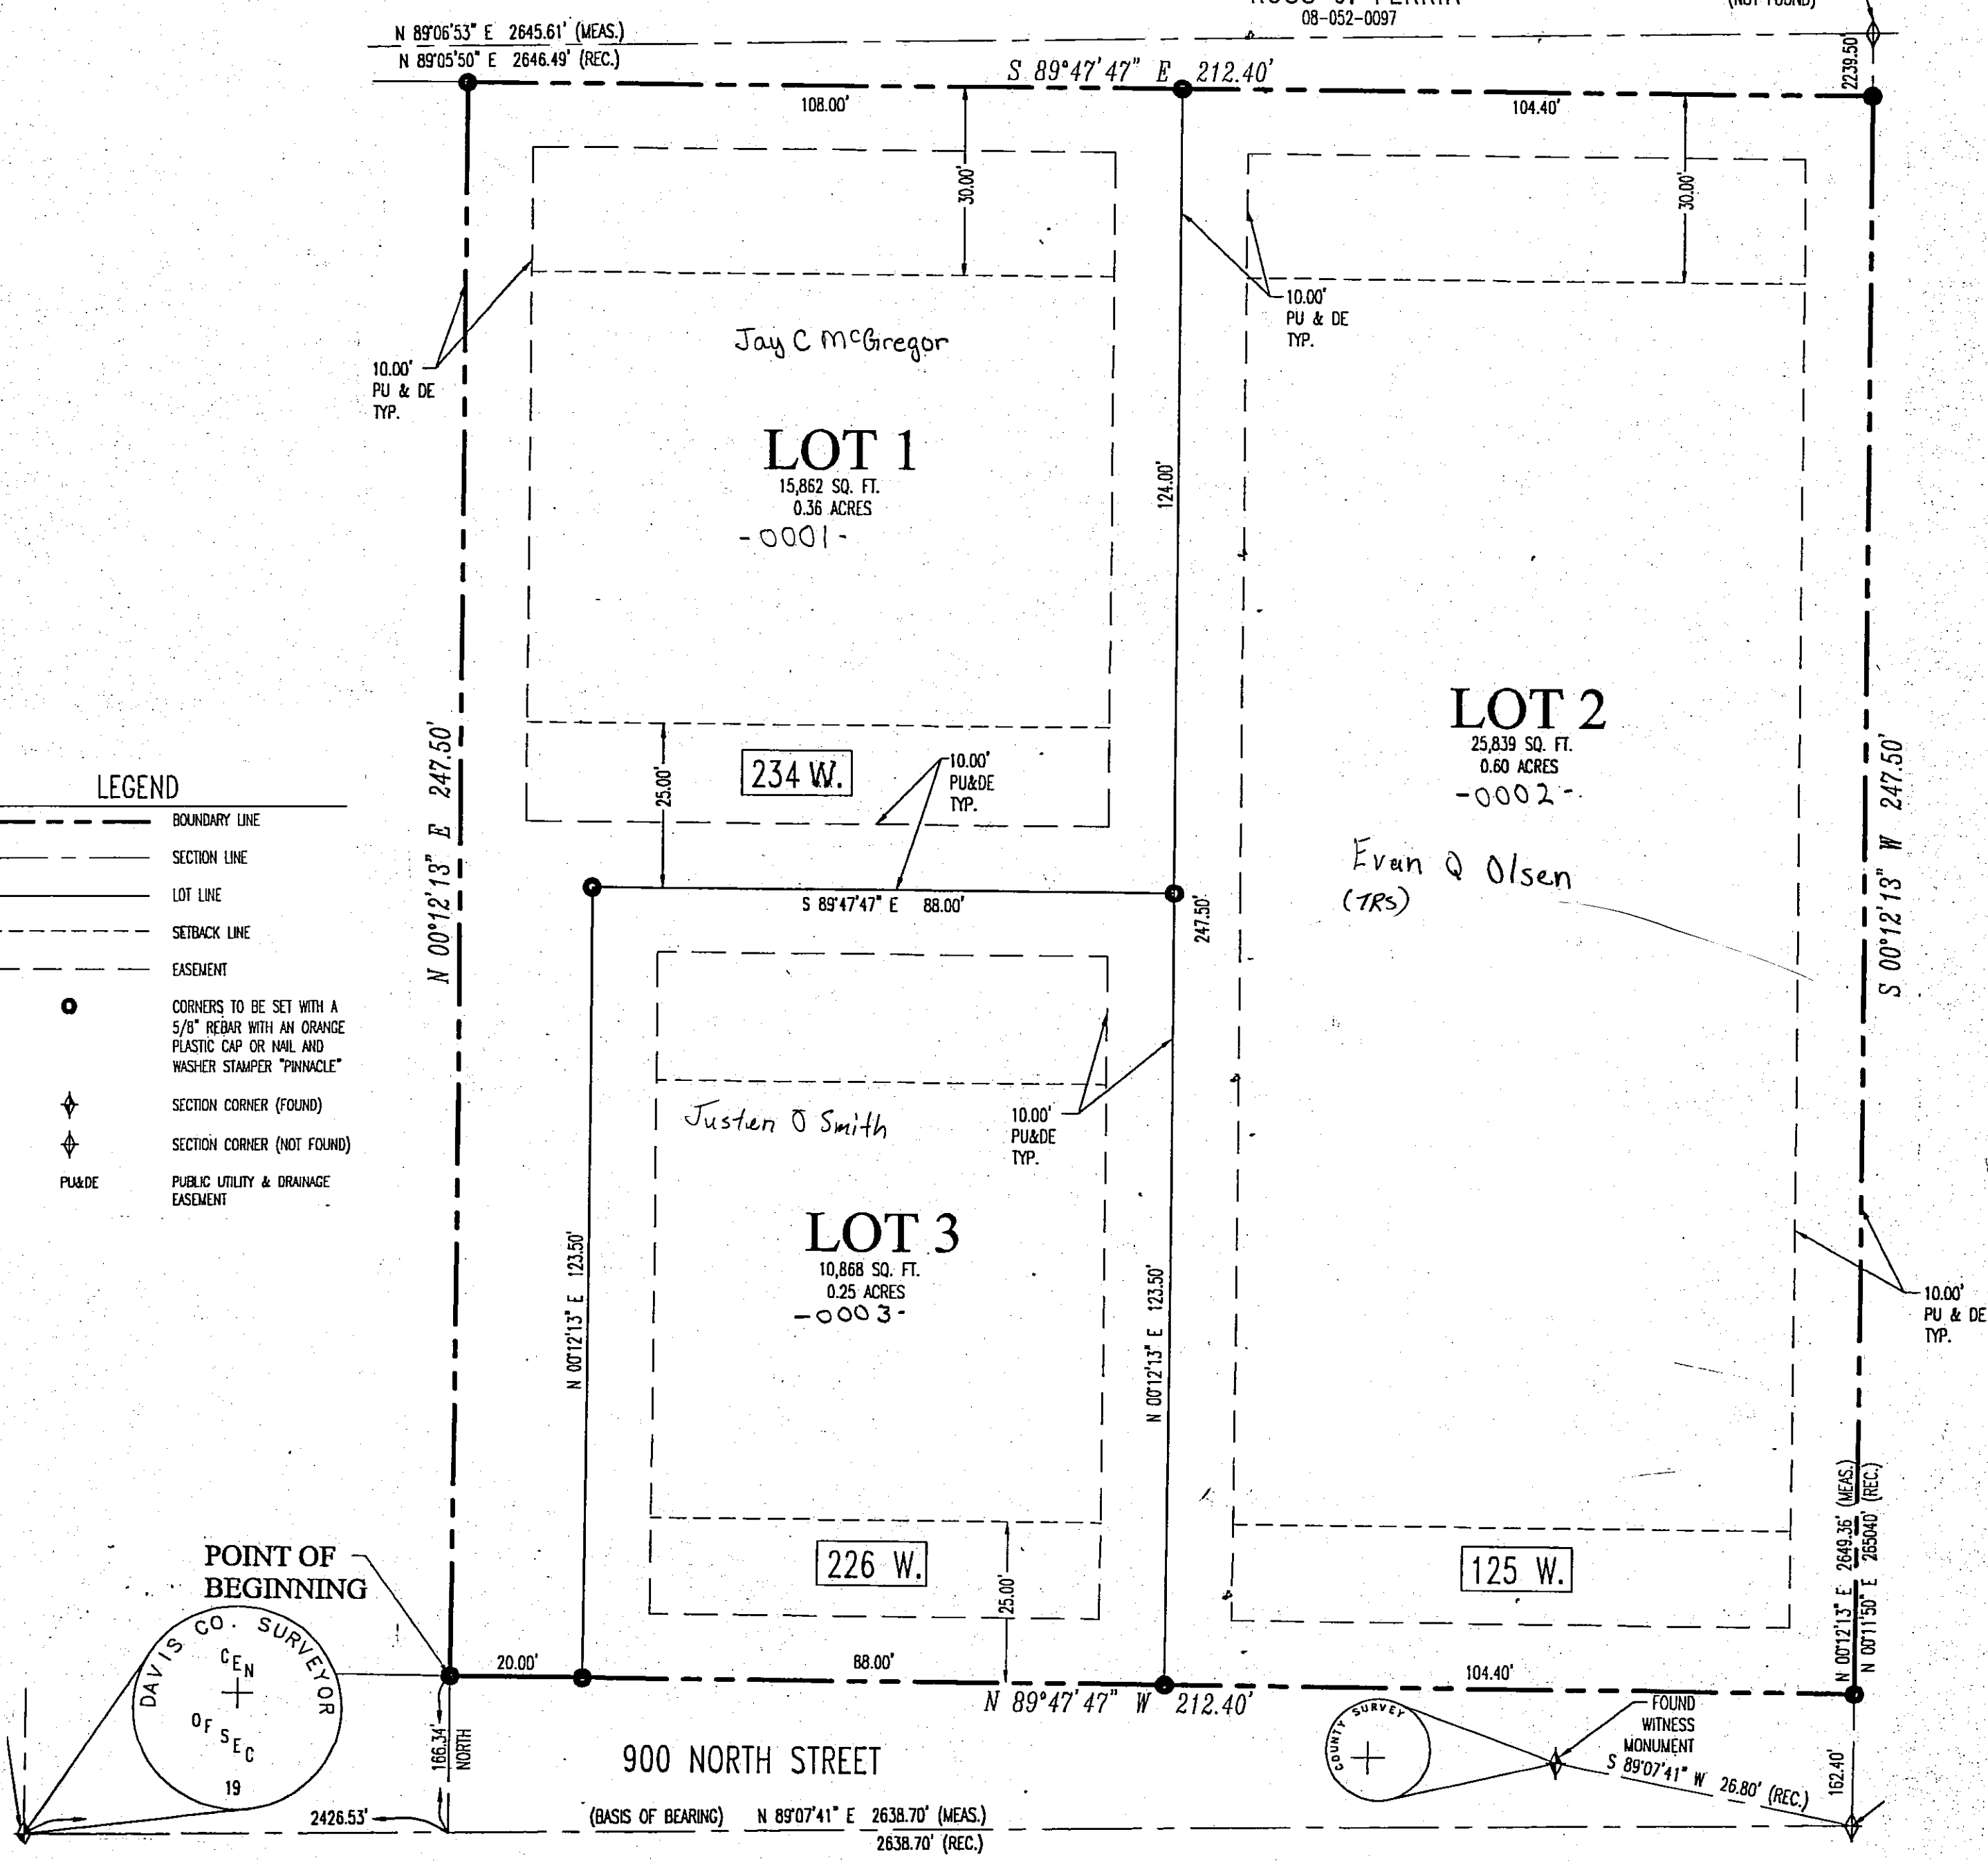 08-052-0097
N 89°06'53" E 2645.61' (MEAS.)
N 89°05'50" E 2646.49' (REC.)
S 89°47'47" E 212.40'
2239.50'
108.00'
104.40'
30.00'
30.00'
10.00'
PU & DE
TYP.
10.00'
PU & DE
TYP.
Jay C McGregor
LOT 1
15,862 SQ. FT.
0.36 ACRES
-0001-
124.00'
LOT 2
25,839 SQ. FT.
0.60 ACRES
-0002-
Evan Q Olsen
(TRS)
N 00°12'13" E 247.50'
S 00°12'13" W 247.50'
25.00'
234 W.
10.00'
PU&DE
TYP.
S 89°47'47" E 88.00'
247.50'
LEGEND
BOUNDARY LINE
SECTION LINE
LOT LINE
SETBACK LINE
EASEMENT
CORNERS TO BE SET WITH A
5/8" REBAR WITH AN ORANGE
PLASTIC CAP OR NAIL AND
WASHER STAMPER "PINNACLE"
SECTION CORNER (FOUND)
SECTION CORNER (NOT FOUND)
PU&DE PUBLIC UTILITY & DRAINAGE
EASEMENT
Justen O Smith
10.00'
PU&DE
TYP.
LOT 3
10,868 SQ. FT.
0.25 ACRES
-0003-
N 00°12'13" E 123.50'
N 00°12'13" E 123.50'
10.00'
PU & DE
TYP.
226 W.
25.00'
125 W.
N 00°12'13" E 2649.36' (MEAS.)
N 00°11'50" E 265040' (REC.)
POINT OF
BEGINNING
DAVIS CO. SURVEYOR
CEN
OF SEC
19
20.00'
88.00'
104.40'
N 89°47'47" W 212.40'
166.34'
NORTH
900 NORTH STREET
COUNTY SURVEY
FOUND
WITNESS
MONUMENT
S 89°07'41" W 26.80' (REC.)
162.40'
2426.53'
(BASIS OF BEARING) N 89°07'41" E 2638.70' (MEAS.)
2638.70' (REC.)